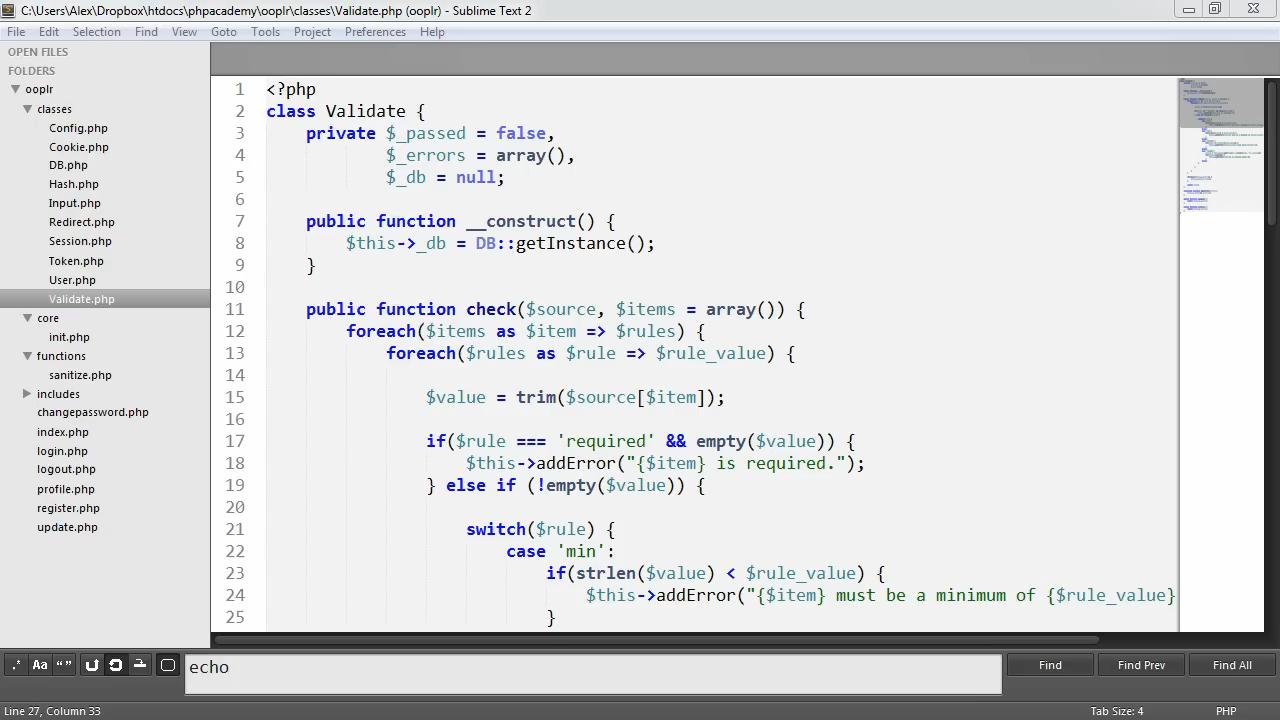 C:\Users\Alex\Dropbox\htdocs\phpacademy\ooplr\classes\Validate.php (ooplr) - Sublime Text 2
File Edit Selection Find View Goto Tools Project Preferences Help
OPEN FILES
FOLDERS
ooplr
classes
Config.php
Cookie.php
DB.php
Hash.php
Input.php
Redirect.php
Session.php
Token.php
User.php
Validate.php
core
init.php
functions
sanitize.php
includes
changepassword.php
index.php
login.php
logout.php
profile.php
register.php
update.php
1 <?php
2 class Validate {
3 private $_passed = false,
4 $_errors = array(),
5 $_db = null;
6
7 public function __construct() {
8 $this->_db = DB::getInstance();
9 }
10
11 public function check($source, $items = array()) {
12 foreach($items as $item => $rules) {
13 foreach($rules as $rule => $rule_value) {
14
15 $value = trim($source[$item]);
16
17 if($rule === 'required' && empty($value)) {
18 $this->addError("{$item} is required.");
19 } else if (!empty($value)) {
20
21 switch($rule) {
22 case 'min':
23 if(strlen($value) < $rule_value) {
24 $this->addError("{$item} must be a minimum of {$rule_value}
25 }
.* Aa “”
echo
Find Find Prev Find All
Line 27, Column 33 Tab Size: 4 PHP